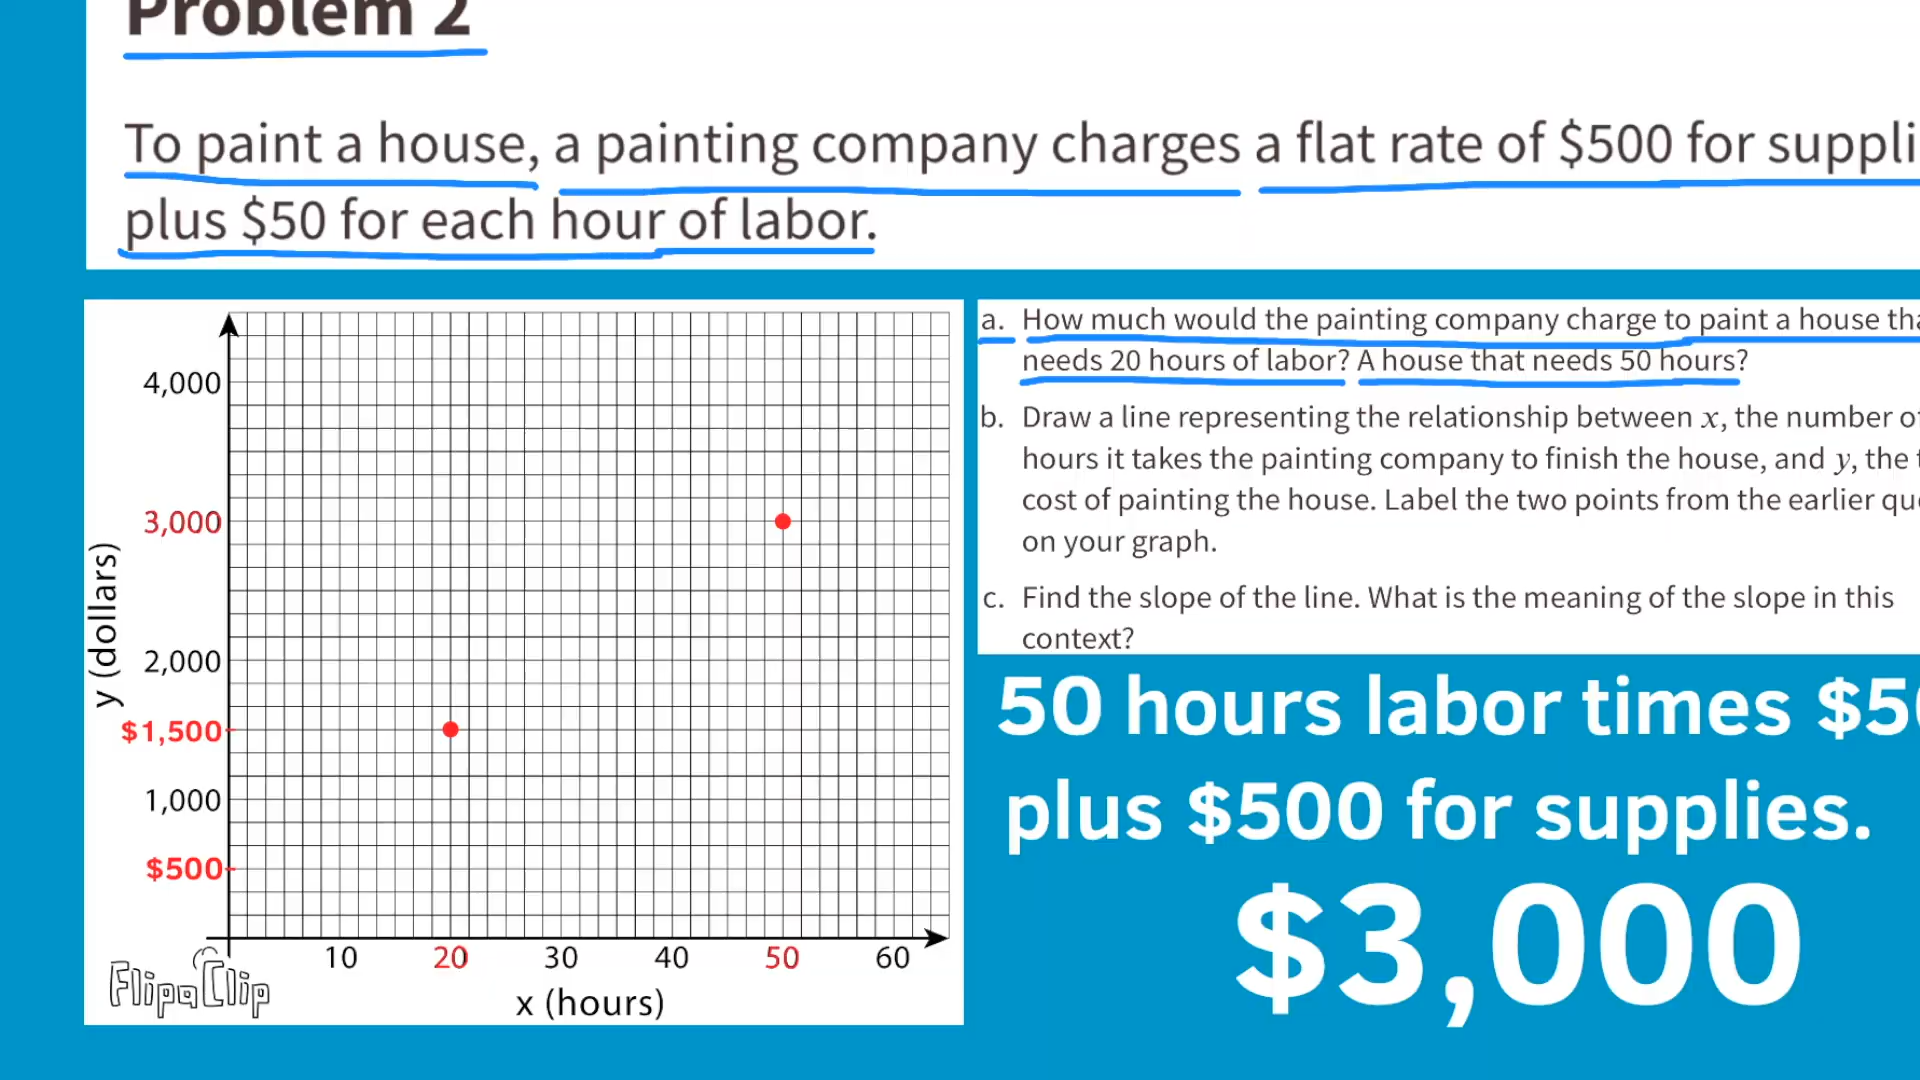 Problem 2
To paint a house, a painting company charges a flat rate of $500 for suppli
plus $50 for each hour of labor.
4,000
3,000
2,000
$1,500
1,000
$500
y (dollars)
10 20 30 40 50 60
x (hours)
FlipaClip
a. How much would the painting company charge to paint a house tha
needs 20 hours of labor? A house that needs 50 hours?
b. Draw a line representing the relationship between x, the number of
hours it takes the painting company to finish the house, and y, the t
cost of painting the house. Label the two points from the earlier que
on your graph.
c. Find the slope of the line. What is the meaning of the slope in this
context?
50 hours labor times $50
plus $500 for supplies.
$3,000